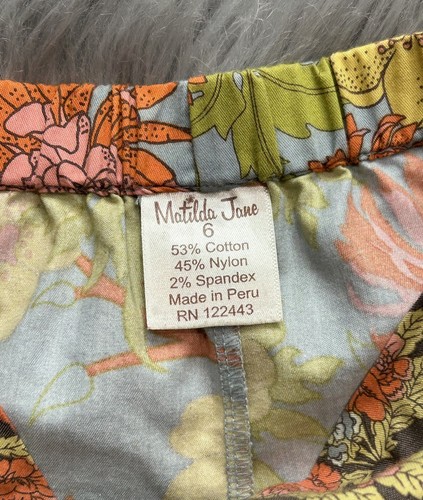 Matilda Jane
6
53% Cotton
45% Nylon
2% Spandex
Made in Peru
RN 122443